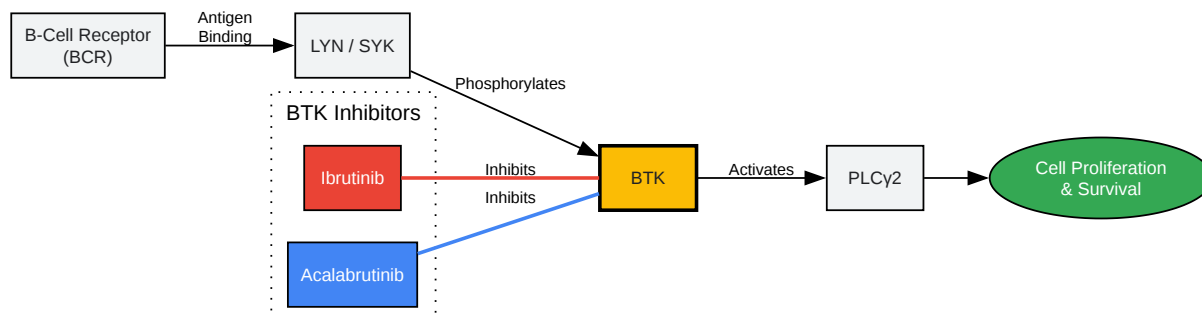 B-Cell Receptor
(BCR)
Antigen
Binding
LYN / SYK
Phosphorylates
BTK Inhibitors
Ibrutinib
Inhibits
Inhibits
Acalabrutinib
BTK
Activates
PLCγ2
Cell Proliferation
& Survival